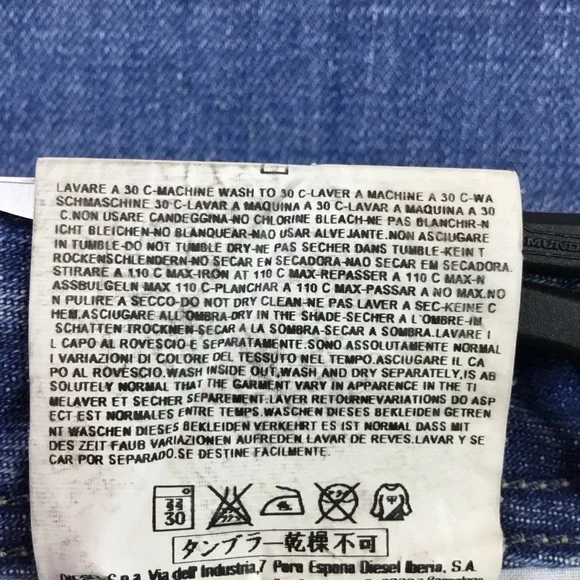 LAVARE A 30 C-MACHINE WASH TO 30 C-LAVER A MACHINE A 30 C-WA
SCHMASCHINE 30 C-LAVAR A MAQUINA A 30 C-LAVAR A MAQUINA A 30
C.NON USARE CANDEGGINA-NO CHLORINE BLEACH-NE PAS BLANCHIR-N
ICHT BLEICHEN-NO BLANQUEAR-NAO USAR ALVEJANTE.NON ASCIUGARE
IN TUMBLE-DO NOT TUMBLE DRY-NE PAS SECHER DANS TUMBLE-KEIN T
ROCKENSCHLENDERN-NO SECAR EN SECADORA-NAO SECAR EM SECADORA.
STIRARE A 110 C MAX-IRON AT 110 C MAX-REPASSER A 110 C MAX-N
ASSBULGELN MAX 110 C-PLANCHAR A 110 C MAX-PASSAR A NO MAX.NO
N PULIRE A SECCO-DO NOT DRY CLEAN-NE PAS LAVER A SEC-KEINE C
HEM.ASCIUGARE ALL'OMBRA-DRY IN THE SHADE-SECHER A L'OMBRE-IM
SCHATTEN TROCKNEN-SECAR A LA SOMBRA-SECAR A SOMBRA.LAVARE I
L CAPO AL ROVESCIO E SEPARATAMENTE.SONO ASSOLUTAMENTE NORMAL
I VARIAZIONI DI COLORE DEL TESSUTO NEL TEMPO.ASCIUGARE IL CA
PO AL ROVESCIO.WASH INSIDE OUT,WASH AND DRY SEPARATELY,IS AB
SOLUTELY NORMAL THAT THE GARMENT VARY IN APPARENCE IN THE TI
MELAVER ET SECHER SEPAREMENT.LAVER RETOURNEVARIATIONS DO ASP
ECT EST NORMALES ENTRE TEMPS.WASCHEN DIESES BEKLEIDEN GETREN
NT WASCHEN DIESES BEKLEIDEN VERKEHRT ES IST NORMAL DASS MIT
DES ZEIT FAUB VARIAZIONEN AUFREDEN LAVAR DE REVES.LAVAR Y SE
CAR POR SEPARADO.SE DESTINE FACILMENTE.
30 中
タンブラー乾燥不可
S.p.a. Via dell' Industria,7 Para Espana Diesel Iberia, S.A.